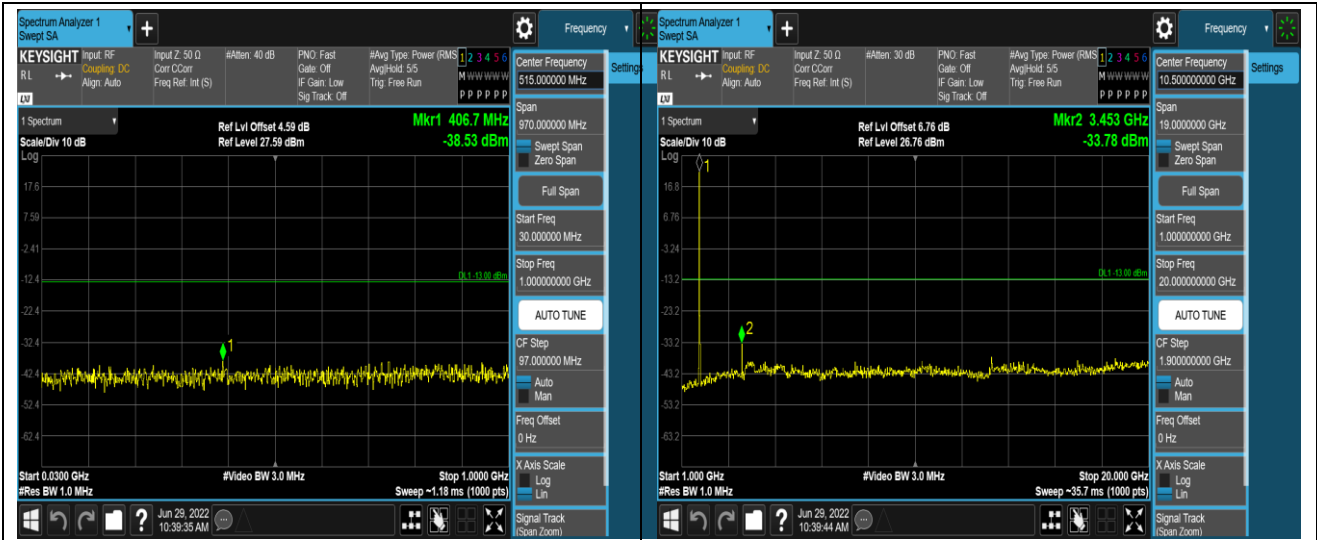 Spectrum Analyzer 1
Swept SA
+
Frequency
KEYSIGHT
RL
LXI
Input: RF
Coupling: DC
Align: Auto
Input Z: 50 Ω
Corr CCorr
Freq Ref: Int (S)
#Atten: 40 dB
PNO: Fast
Gate: Off
IF Gain: Low
Sig Track: Off
#Avg Type: Power (RMS
Avg|Hold: 5/5
Trig: Free Run
1 2 3 4 5 6
M W W W W W
P P P P P P
Center Frequency
515.000000 MHz
Settings
1 Spectrum
Scale/Div 10 dB
Log
Ref Lvl Offset 4.59 dB
Ref Level 27.59 dBm
Mkr1 406.7 MHz
-38.53 dBm
17.6
7.59
-2.41
-12.4
-22.4
-32.4
-42.4
-52.4
-62.4
DL1 -13.00 dBm
1
Start 0.0300 GHz
#Res BW 1.0 MHz
#Video BW 3.0 MHz
Stop 1.0000 GHz
Sweep ~1.18 ms (1000 pts)
Span
970.000000 MHz
Swept Span
Zero Span
Full Span
Start Freq
30.000000 MHz
Stop Freq
1.000000000 GHz
AUTO TUNE
CF Step
97.000000 MHz
Auto
Man
Freq Offset
0 Hz
X Axis Scale
Log
Lin
Signal Track
(Span Zoom)
?
Jun 29, 2022
10:39:35 AM
Spectrum Analyzer 1
Swept SA
+
Frequency
KEYSIGHT
RL
LXI
Input: RF
Coupling: DC
Align: Auto
Input Z: 50 Ω
Corr CCorr
Freq Ref: Int (S)
#Atten: 30 dB
PNO: Fast
Gate: Off
IF Gain: Low
Sig Track: Off
#Avg Type: Power (RMS
Avg|Hold: 5/5
Trig: Free Run
1 2 3 4 5 6
M W W W W W
P P P P P P
Center Frequency
10.500000000 GHz
Settings
1 Spectrum
Scale/Div 10 dB
Log
Ref Lvl Offset 6.76 dB
Ref Level 26.76 dBm
Mkr2 3.453 GHz
-33.78 dBm
16.8
6.76
-3.24
-13.2
-23.2
-33.2
-43.2
-53.2
-63.2
DL1 -13.00 dBm
1
2
Start 1.000 GHz
#Res BW 1.0 MHz
#Video BW 3.0 MHz
Stop 20.000 GHz
Sweep ~35.7 ms (1000 pts)
Span
19.0000000 GHz
Swept Span
Zero Span
Full Span
Start Freq
1.000000000 GHz
Stop Freq
20.000000000 GHz
AUTO TUNE
CF Step
1.900000000 GHz
Auto
Man
Freq Offset
0 Hz
X Axis Scale
Log
Lin
Signal Track
(Span Zoom)
?
Jun 29, 2022
10:39:44 AM